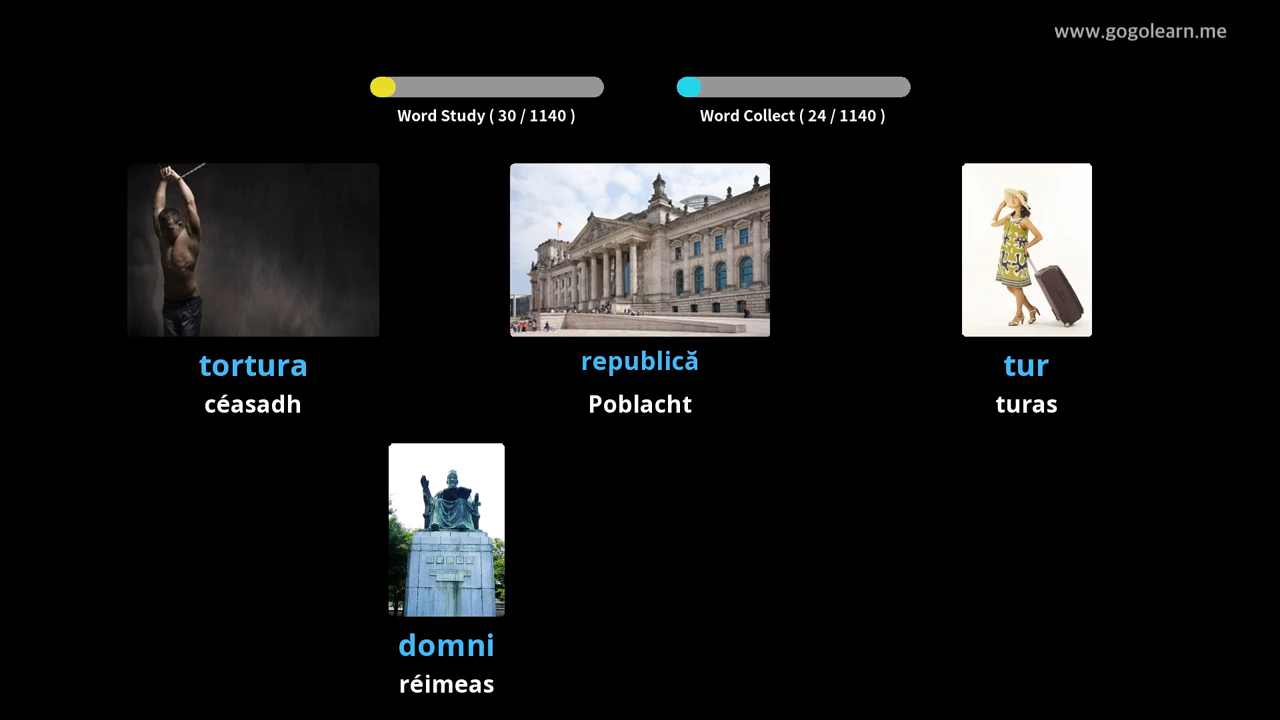 www.gogolearn.me
Word Study ( 30 / 1140 )
Word Collect ( 24 / 1140 )
tortura
céasadh
republică
Poblacht
tur
turas
domni
réimeas